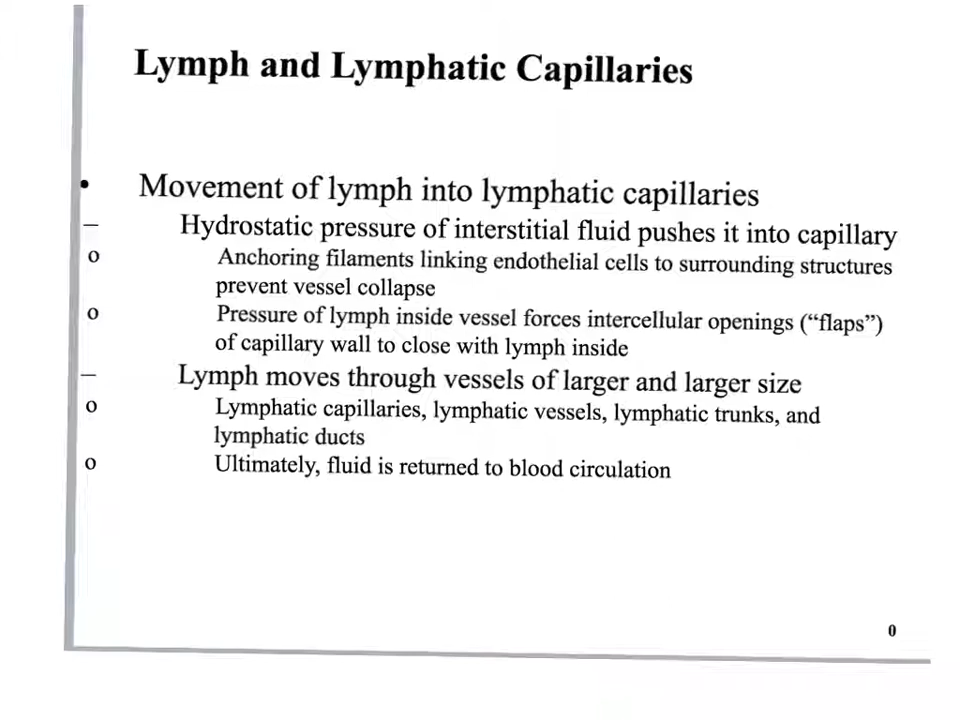 Lymph and Lymphatic Capillaries
• Movement of lymph into lymphatic capillaries
– Hydrostatic pressure of interstitial fluid pushes it into capillary
o Anchoring filaments linking endothelial cells to surrounding structures
prevent vessel collapse
o Pressure of lymph inside vessel forces intercellular openings (“flaps”)
of capillary wall to close with lymph inside
– Lymph moves through vessels of larger and larger size
o Lymphatic capillaries, lymphatic vessels, lymphatic trunks, and
lymphatic ducts
o Ultimately, fluid is returned to blood circulation
0